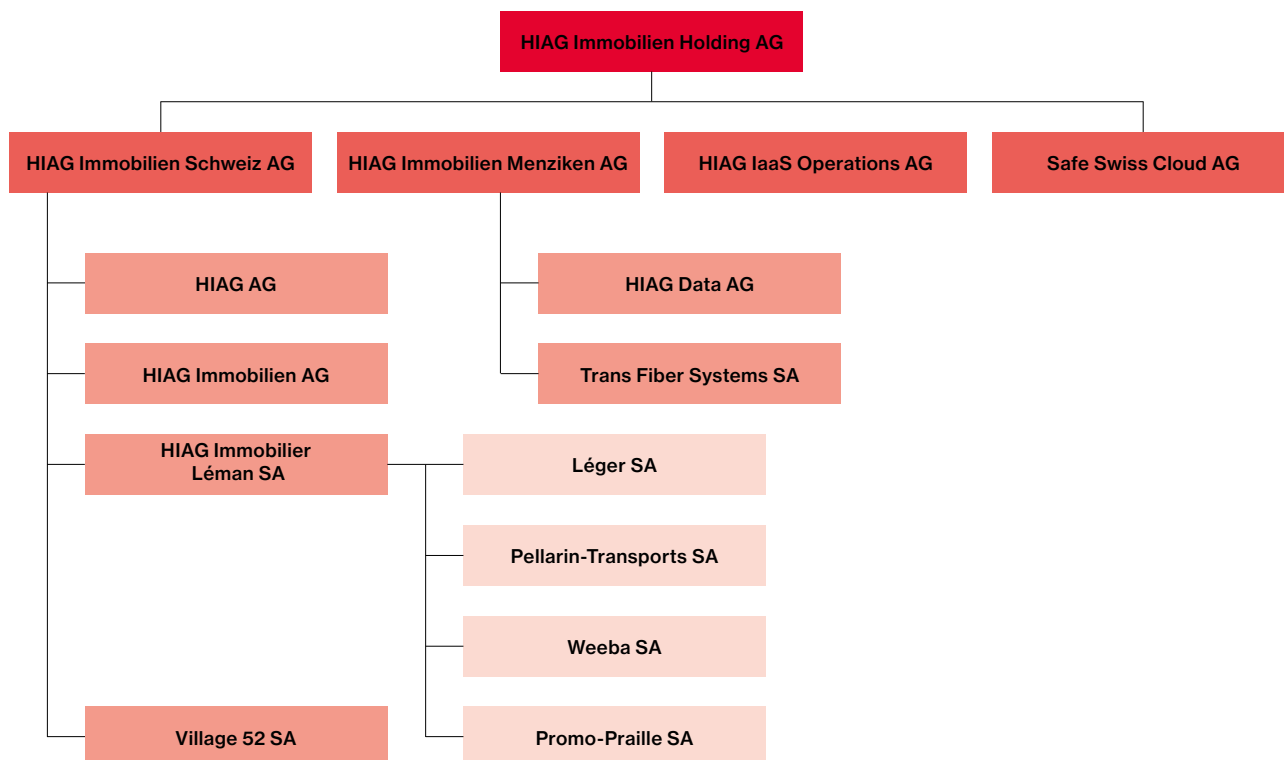 HIAG Immobilien Holding AG
HIAG Immobilien Schweiz AG
HIAG Immobilien Menziken AG
HIAG IaaS Operations AG
Safe Swiss Cloud AG
HIAG AG
HIAG Data AG
HIAG Immobilien AG
Trans Fiber Systems SA
HIAG Immobilier
Léman SA
Léger SA
Pellarin-Transports SA
Weeba SA
Village 52 SA
Promo-Praille SA